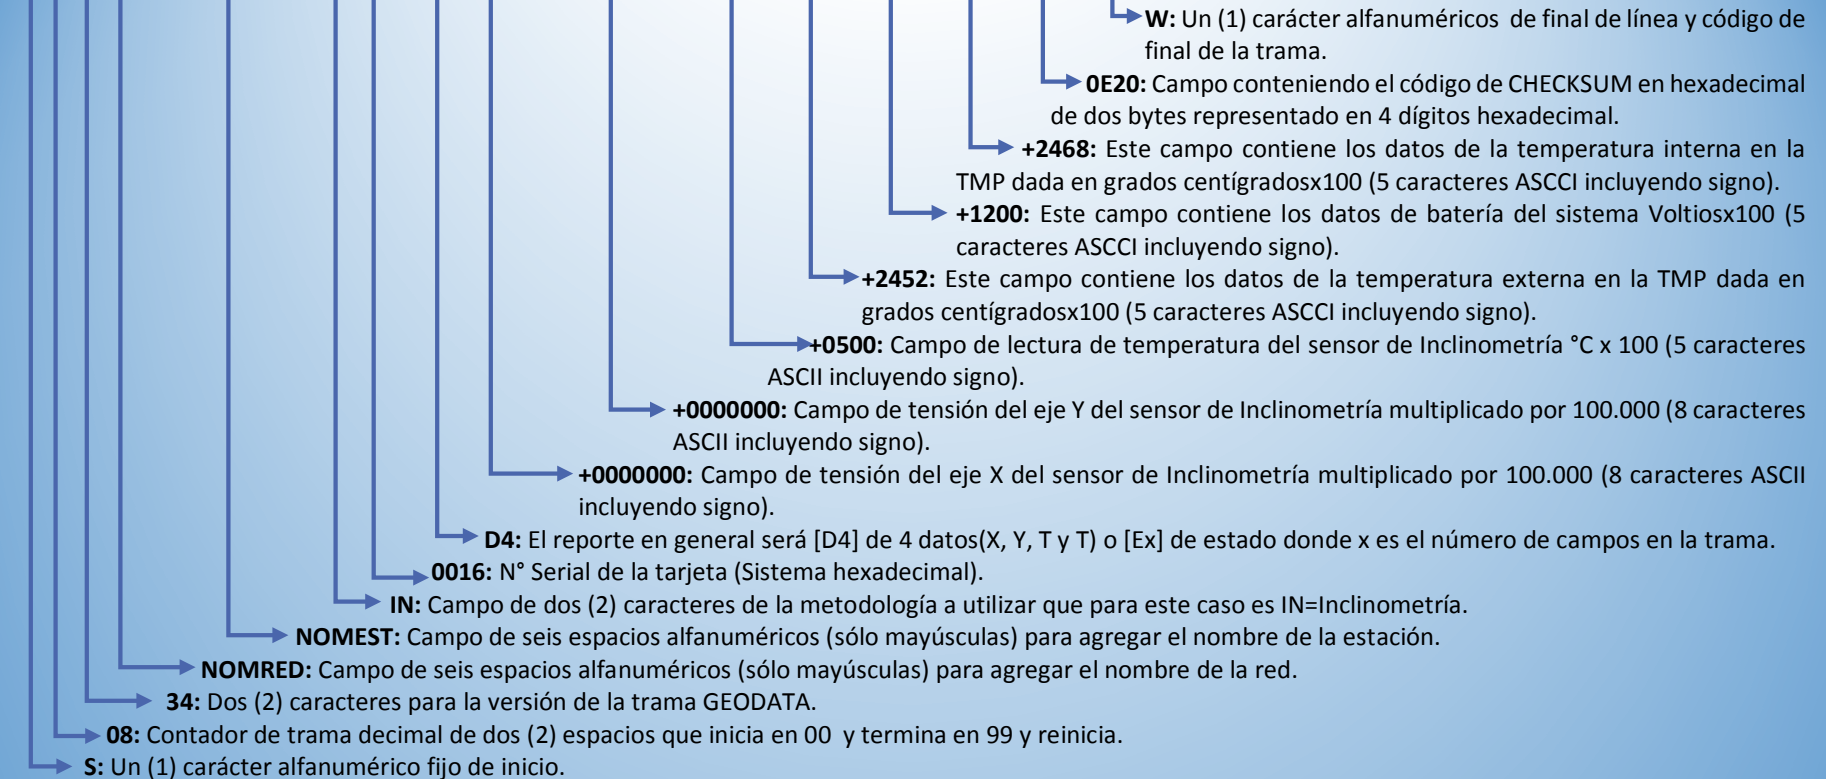 W: Un (1) carácter alfanuméricos de final de línea y código de
final de la trama.
0E20: Campo conteniendo el código de CHECKSUM en hexadecimal
de dos bytes representado en 4 dígitos hexadecimal.
+2468: Este campo contiene los datos de la temperatura interna en la
TMP dada en grados centígradosx100 (5 caracteres ASCCI incluyendo signo).
+1200: Este campo contiene los datos de batería del sistema Voltiosx100 (5
caracteres ASCCI incluyendo signo).
+2452: Este campo contiene los datos de la temperatura externa en la TMP dada en
grados centígradosx100 (5 caracteres ASCCI incluyendo signo).
+0500: Campo de lectura de temperatura del sensor de Inclinometría °C x 100 (5 caracteres
ASCII incluyendo signo).
+0000000: Campo de tensión del eje Y del sensor de Inclinometría multiplicado por 100.000 (8 caracteres
ASCII incluyendo signo).
+0000000: Campo de tensión del eje X del sensor de Inclinometría multiplicado por 100.000 (8 caracteres ASCII
incluyendo signo).
D4: El reporte en general será [D4] de 4 datos(X, Y, T y T) o [Ex] de estado donde x es el número de campos en la trama.
0016: N° Serial de la tarjeta (Sistema hexadecimal).
IN: Campo de dos (2) caracteres de la metodología a utilizar que para este caso es IN=Inclinometría.
NOMEST: Campo de seis espacios alfanuméricos (sólo mayúsculas) para agregar el nombre de la estación.
NOMRED: Campo de seis espacios alfanuméricos (sólo mayúsculas) para agregar el nombre de la red.
34: Dos (2) caracteres para la versión de la trama GEODATA.
08: Contador de trama decimal de dos (2) espacios que inicia en 00 y termina en 99 y reinicia.
S: Un (1) carácter alfanumérico fijo de inicio.